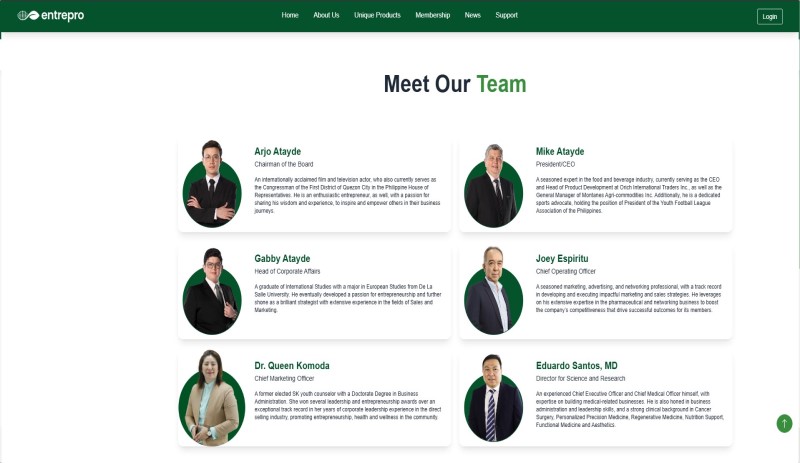 entrepro
Home About Us Unique Products Membership News Support
Login
Meet Our Team
Arjo Atayde
Chairman of the Board
An internationally acclaimed film and television actor, who also currently serves as
the Congressman of the First District of Quezon City in the Philippine House of
Representatives. He is an enthusiastic entrepreneur, as well, with a passion for
sharing his wisdom and experience, to inspire and empower others in their business
journeys.
Mike Atayde
President/CEO
A seasoned expert in the food and beverage industry, currently serving as the CEO
and Head of Product Development at Orich International Traders Inc., as well as the
General Manager of Montanes Agri-commodities Inc. Additionally, he is a dedicated
sports advocate, holding the position of President of the Youth Football League
Association of the Philippines.
Gabby Atayde
Head of Corporate Affairs
A graduate of International Studies with a major in European Studies from De La
Salle University. He eventually developed a passion for entrepreneurship and further
shone as a brilliant strategist with extensive experience in the fields of Sales and
Marketing.
Joey Espiritu
Chief Operating Officer
A seasoned marketing, advertising, and networking professional, with a track record
in developing and executing impactful marketing and sales strategies. He leverages
on his extensive expertise in the pharmaceutical and networking business to boost
the company's competitiveness that drive successful outcomes for its members.
Dr. Queen Komoda
Chief Marketing Officer
A former elected SK youth counselor with a Doctorate Degree in Business
Administration. She won several leadership and entrepreneurship awards over an
exceptional track record in her years of corporate leadership experience in the direct
selling industry, promoting entrepreneurship, health and wellness in the community.
Eduardo Santos, MD
Director for Science and Research
An experienced Chief Executive Officer and Chief Medical Officer himself, with
expertise on building medical-related businesses. He is also honed in business
administration and leadership skills, and a strong clinical background in Cancer
Surgery, Personalized Precision Medicine, Regenerative Medicine, Nutrition Support,
Functional Medicine and Aesthetics.